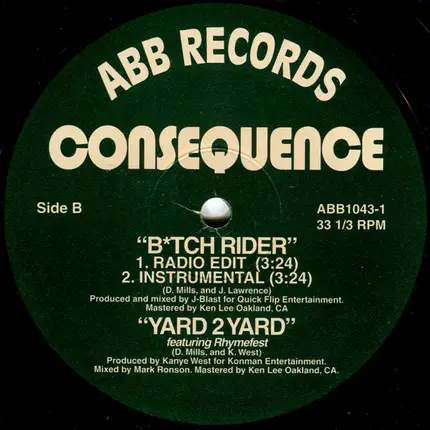 ABB RECORDS
CONSEQUENCE
Side B
ABB1043-1
33 1/3 RPM
"B*TCH RIDER"
1. RADIO EDIT (3:24)
2. INSTRUMENTAL (3:24)
(D. Mills, and J. Lawrence)
Produced and mixed by J-Blast for Quick Flip Entertainment.
Mastered by Ken Lee Oakland, CA
"YARD 2 YARD"
featuring Rhymefest
(D. Mills, and K. West)
Produced by Kanye West for Konman Entertainment.
Mixed by Mark Ronson. Mastered by Ken Lee Oakland, CA.